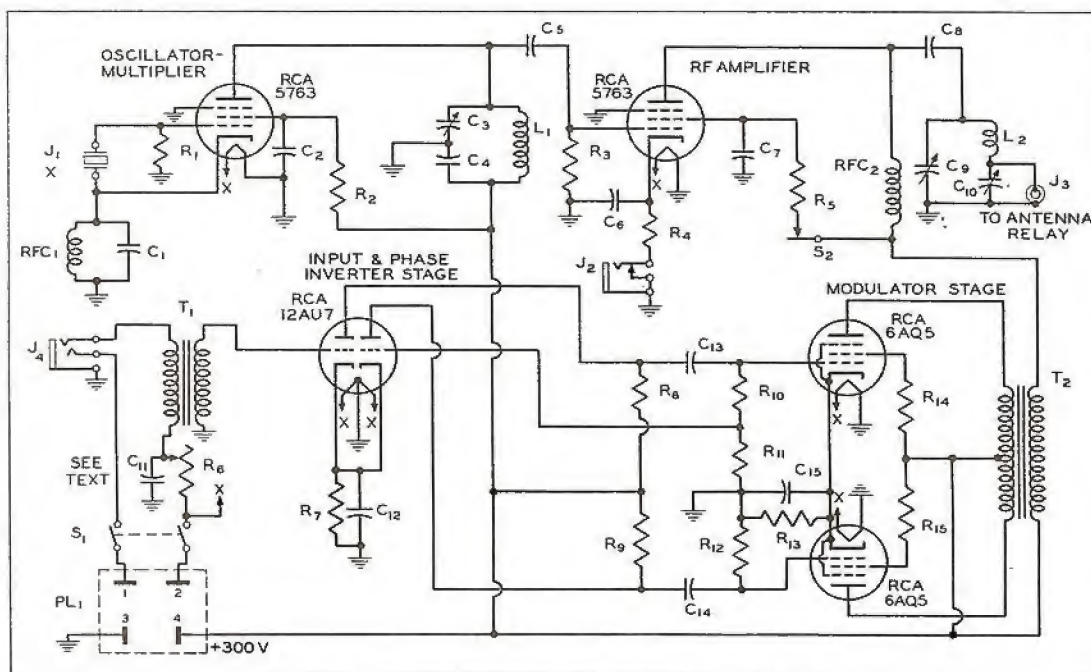 OSCILLATOR-
MULTIPLIER
RCA
5763
C5
RF AMPLIFIER
RCA
5763
C8
J1
X
R1
X
C2
R2
C3
C4
L1
R3
C6
X
R4
C7
R5
RFC2
C9
L2
C10
J3
TO ANTENNA
RELAY
RFC1
C1
J2
S2
INPUT & PHASE
INVERTER STAGE
RCA
12AU7
MODULATOR STAGE
RCA
6AQ5
J4
T1
C13
X
T2
X
X
R8
R10
R14
SEE
TEXT
C11
R6
X
R11
C15
X
S1
R7
C12
R9
R12
R13
R15
C14
RCA
6AQ5
PL1
1
2
3
4
+300 V